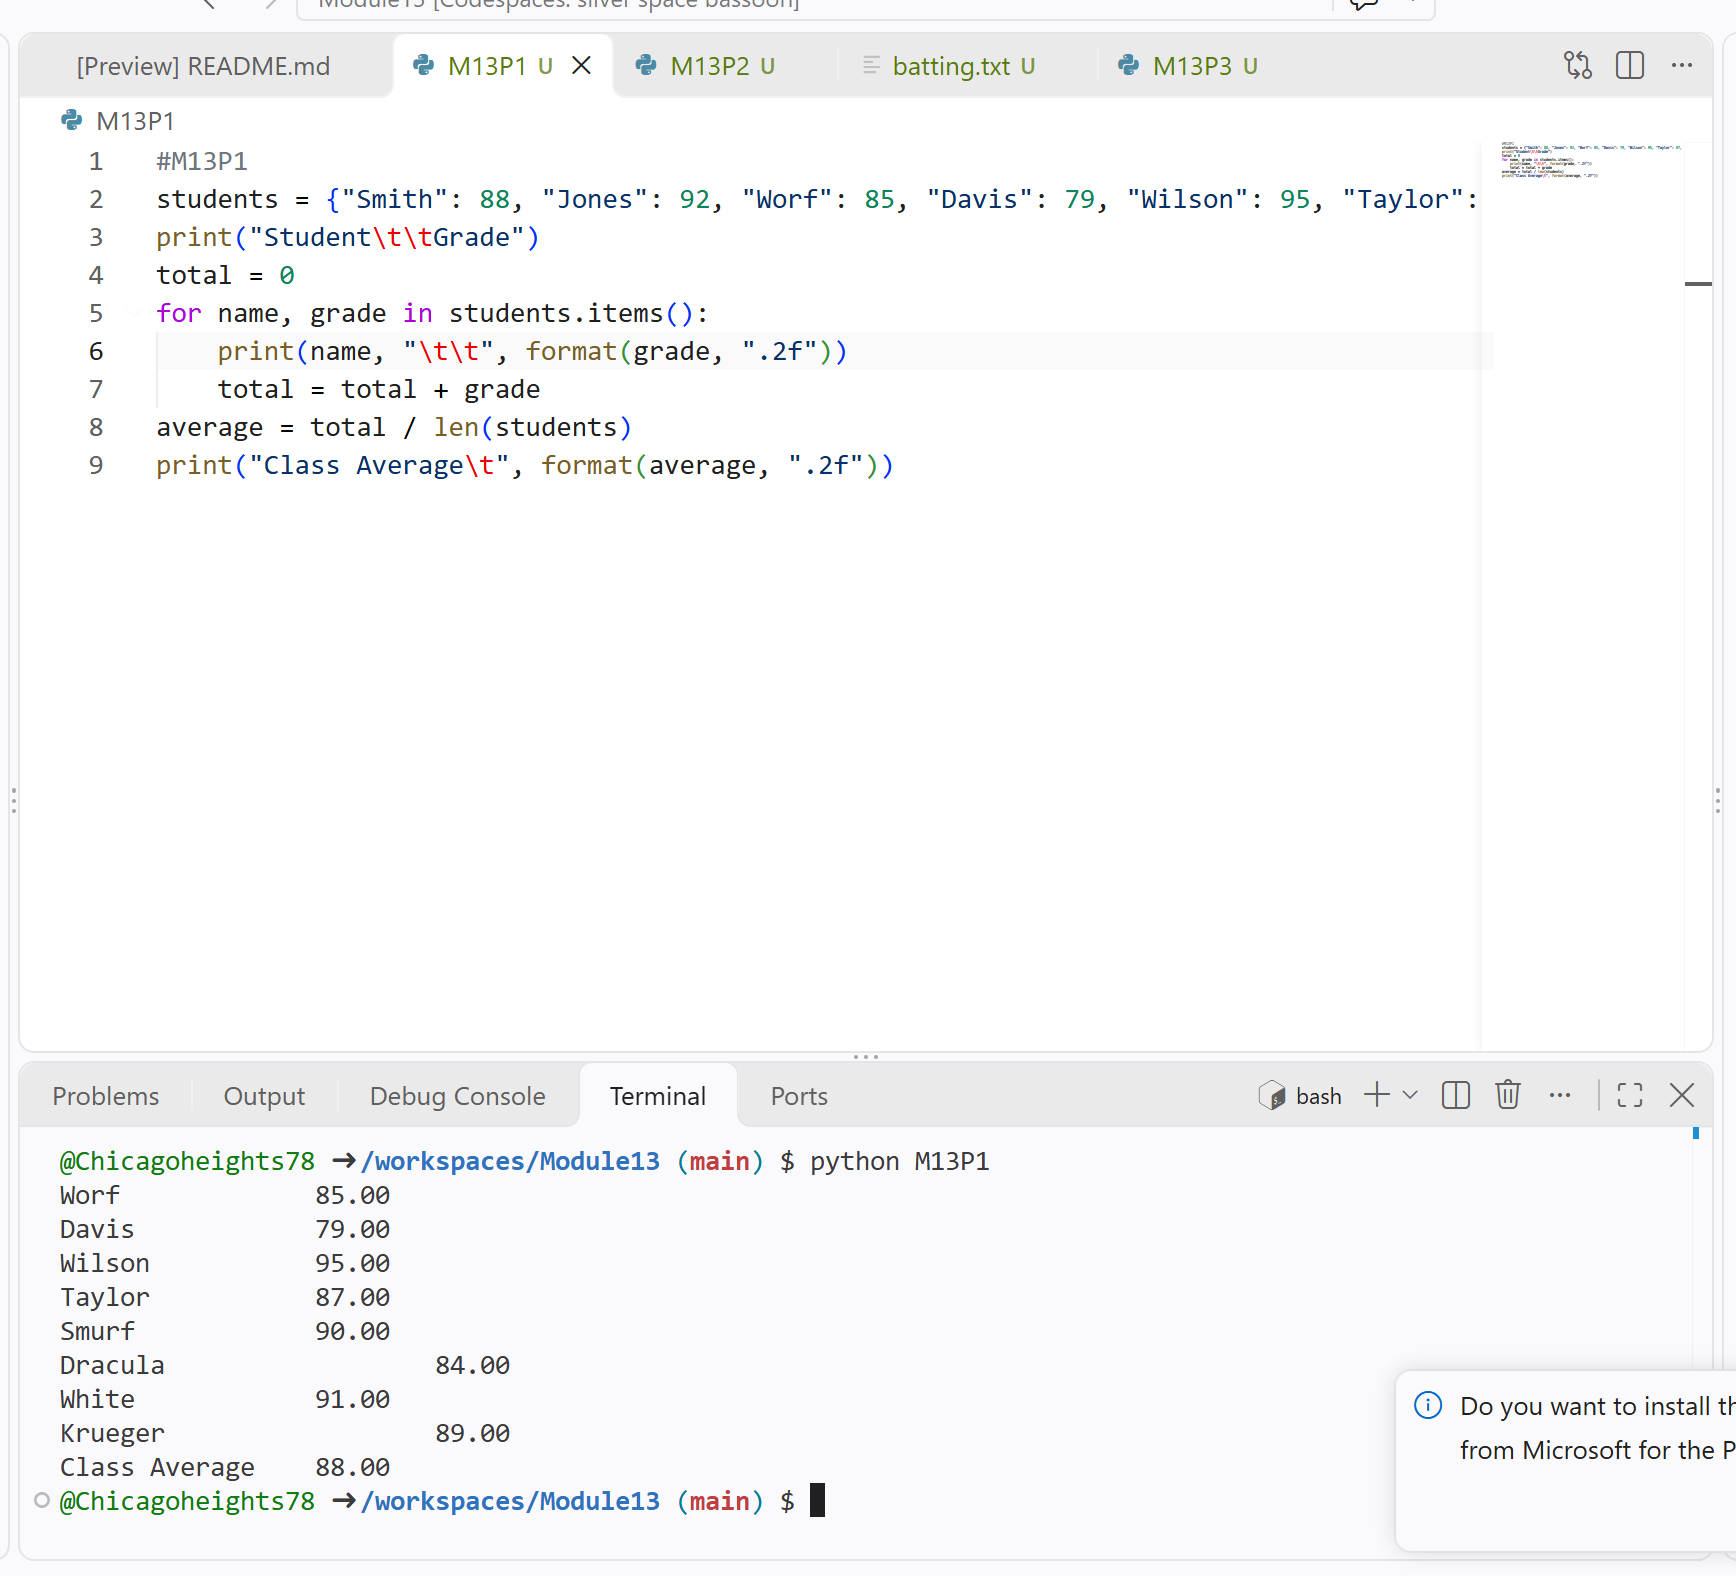 Module13 [Codespaces: silver space bassoon]
[Preview] README.md M13P1 U M13P2 U batting.txt U M13P3 U
M13P1
1 #M13P1
2 students = {"Smith": 88, "Jones": 92, "Worf": 85, "Davis": 79, "Wilson": 95, "Taylor":
3 print("Student\t\tGrade")
4 total = 0
5 for name, grade in students.items():
6     print(name, "\t\t", format(grade, ".2f"))
7     total = total + grade
8 average = total / len(students)
9 print("Class Average\t", format(average, ".2f"))
Problems Output Debug Console Terminal Ports bash
@Chicagoheights78 ➜/workspaces/Module13 (main) $ python M13P1
Worf 85.00
Davis 79.00
Wilson 95.00
Taylor 87.00
Smurf 90.00
Dracula 84.00
White 91.00
Krueger 89.00
Class Average 88.00
@Chicagoheights78 ➜/workspaces/Module13 (main) $
Do you want to install th
from Microsoft for the P